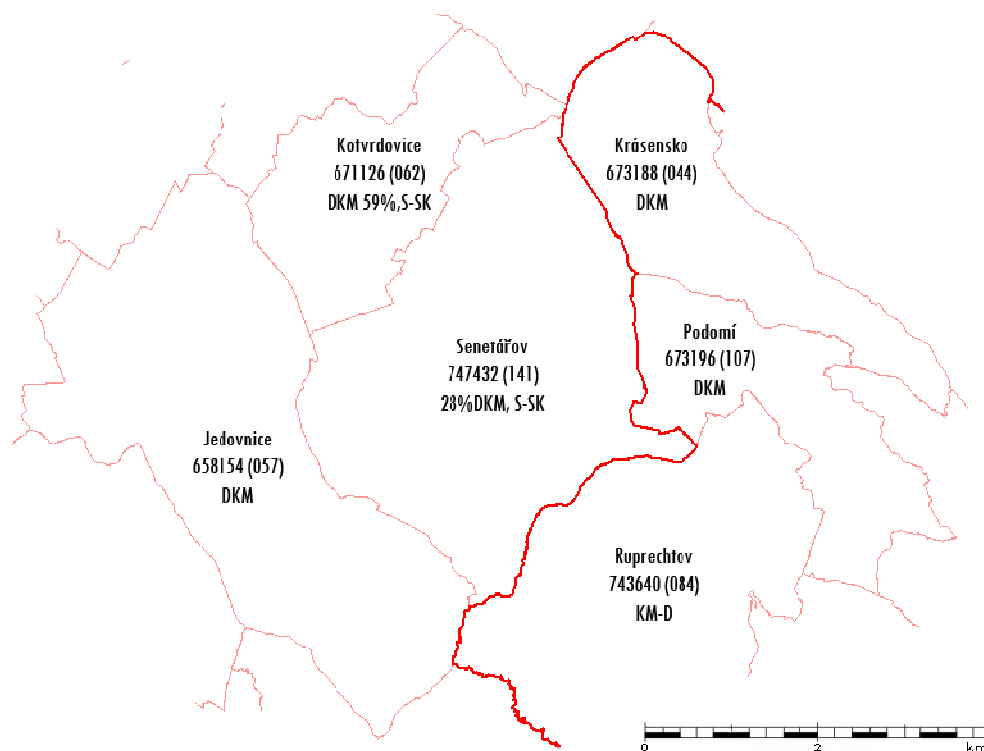 Kotvrdovice
671126 (062)
DKM 59%,S-SK
Krásensko
673188 (044)
DKM
Senetářov
747432 (141)
28%DKM, S-SK
Podomí
673196 (107)
DKM
Jedovnice
658154 (057)
DKM
Ruprechtov
743640 (084)
KM-D
0 2 km